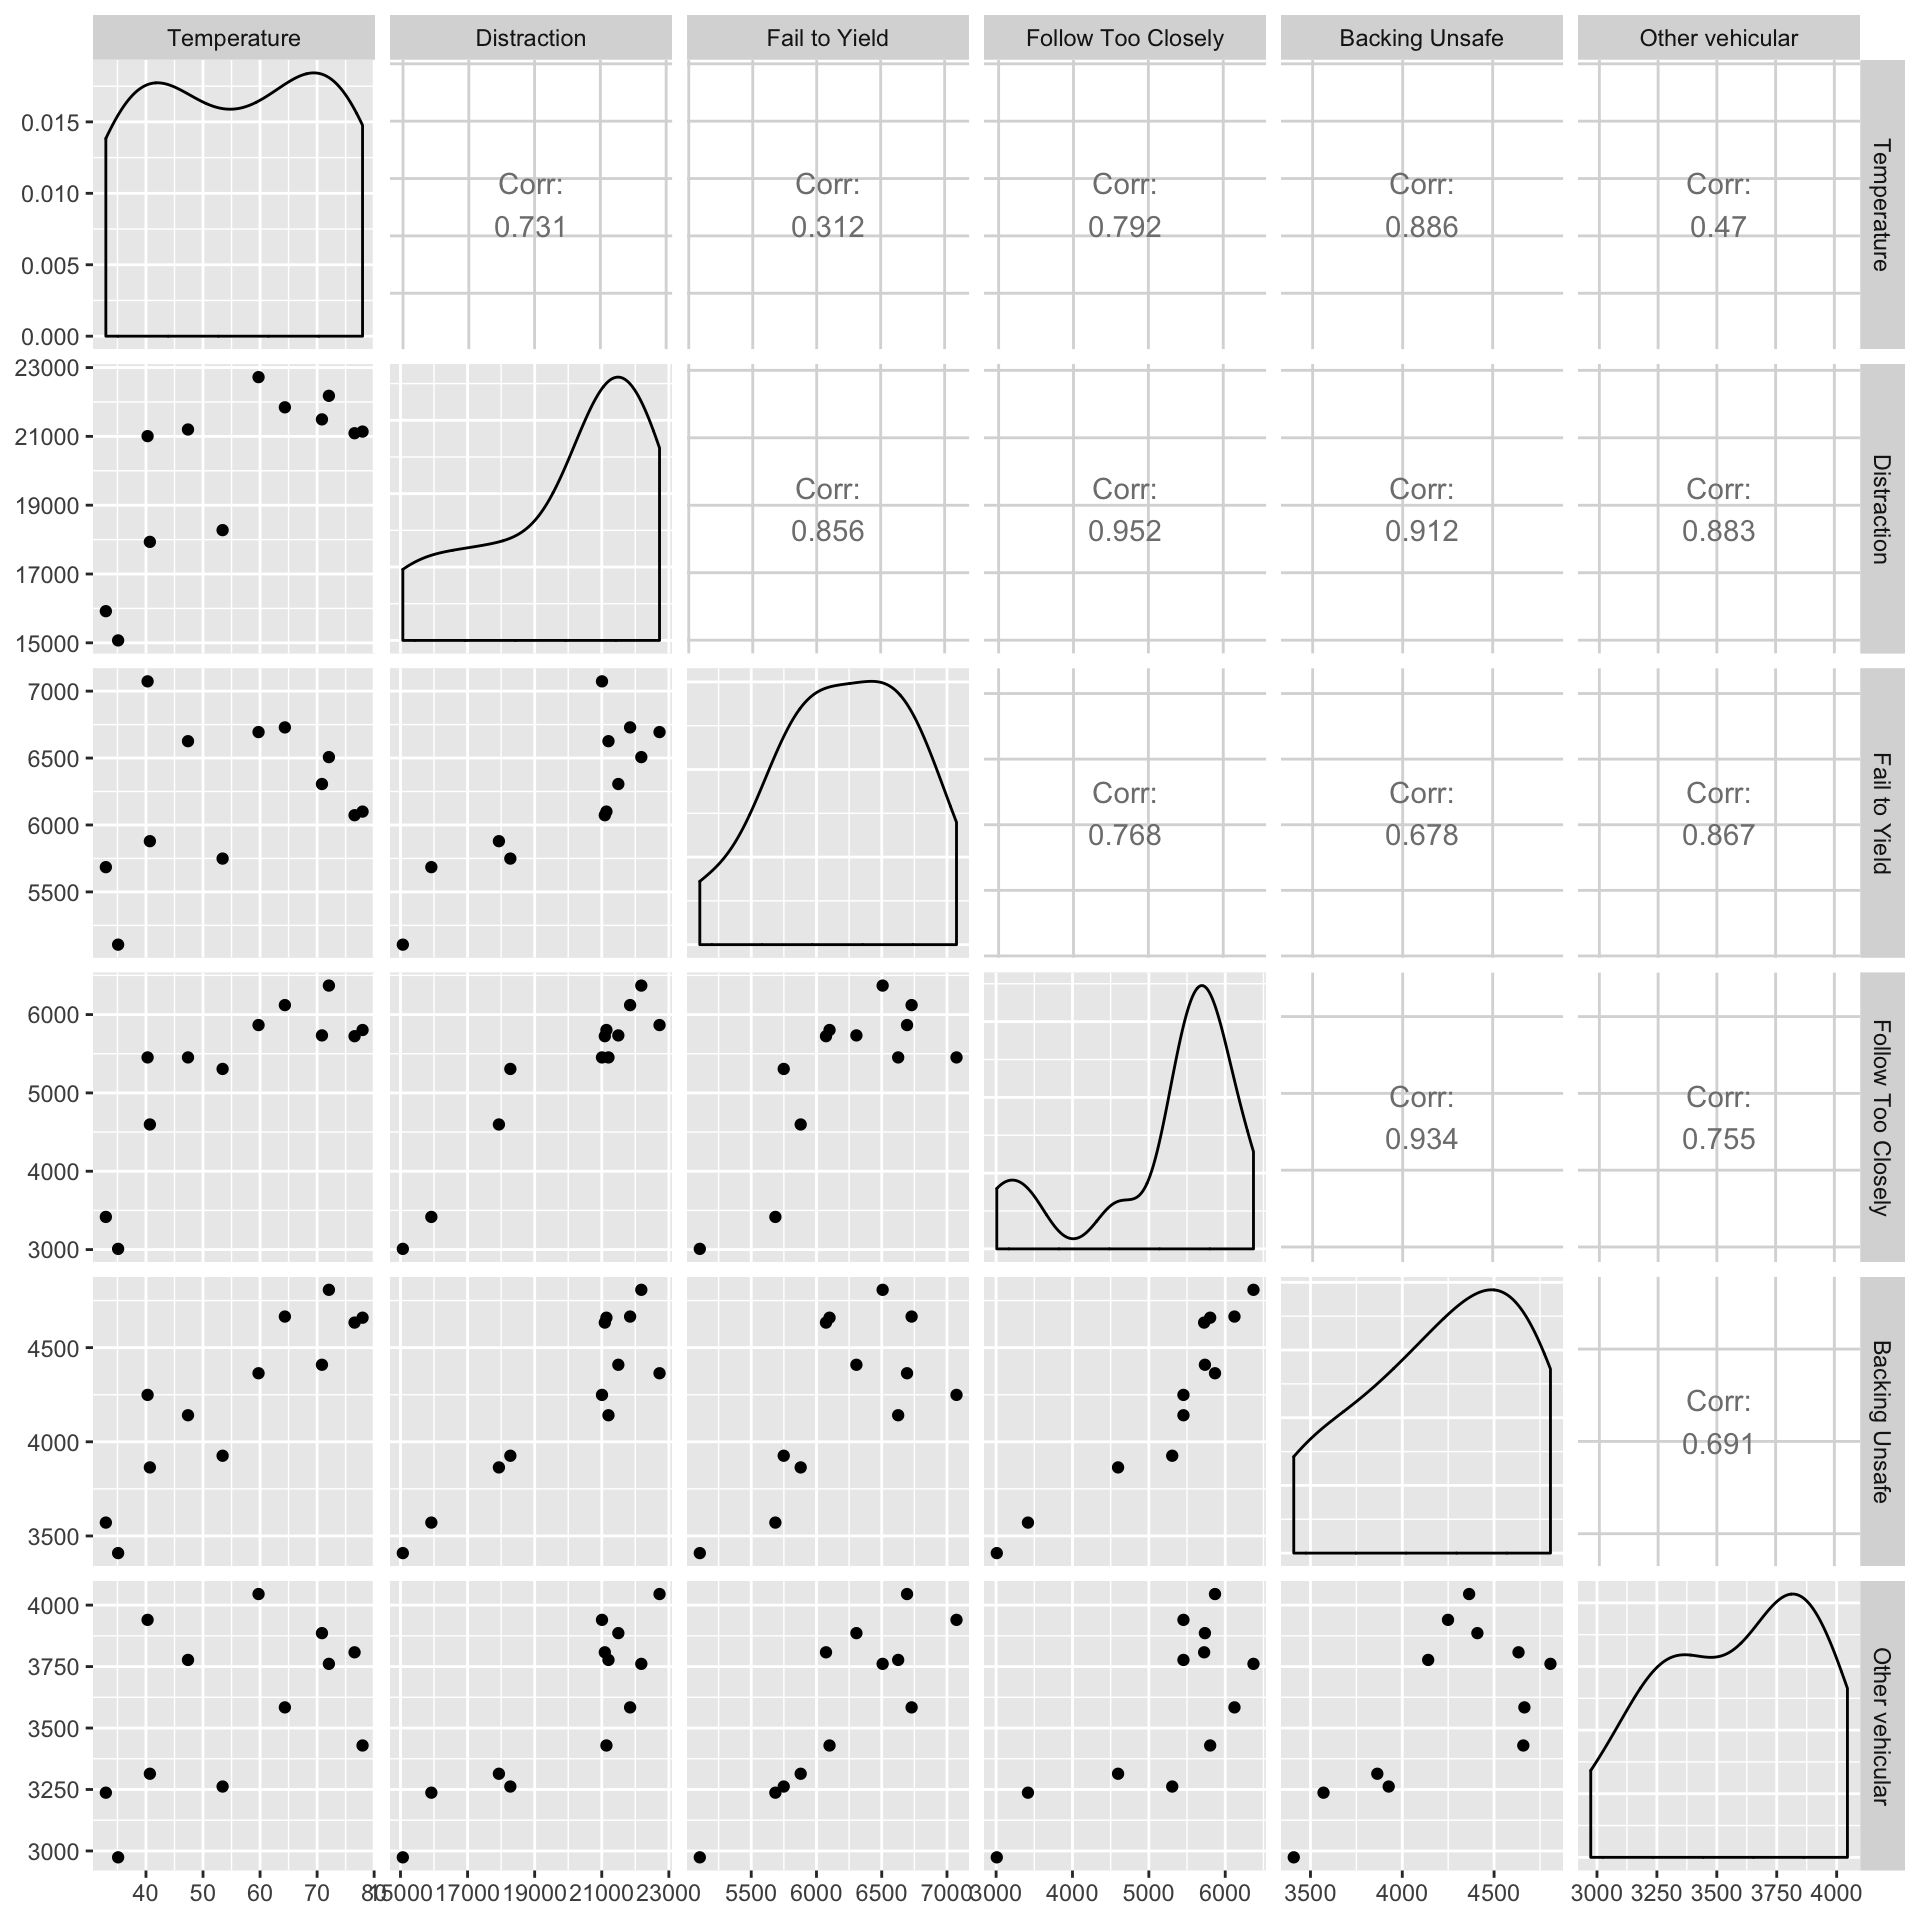 Temperature Distraction Fail to Yield Follow Too Closely Backing Unsafe Other vehicular
0.015
0.010
0.005
0.000
Corr:
0.731
Corr:
0.312
Corr:
0.792
Corr:
0.886
Corr:
0.47
Temperature
23000
21000
19000
17000
15000
Corr:
0.856
Corr:
0.952
Corr:
0.912
Corr:
0.883
Distraction
7000
6500
6000
5500
Corr:
0.768
Corr:
0.678
Corr:
0.867
Fail to Yield
6000
5000
4000
3000
Corr:
0.934
Corr:
0.755
Follow Too Closely
4500
4000
3500
Corr:
0.691
Backing Unsafe
4000
3750
3500
3250
3000
Other vehicular
40 50 60 70 80 15000 17000 19000 21000 23000 5500 6000 6500 7000 3000 4000 5000 6000 3500 4000 4500 3000 3250 3500 3750 4000